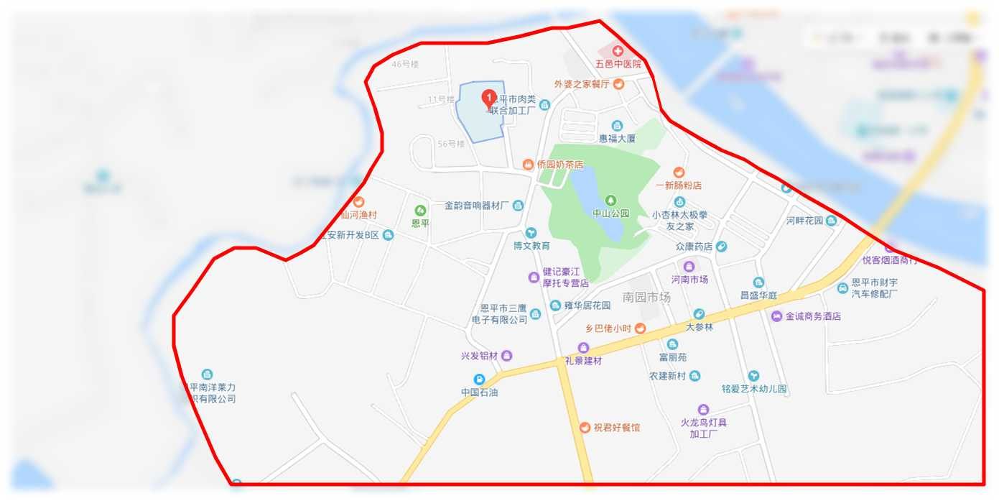 46号楼
五邑中医院
外婆之家餐厅
1
11号楼
平市肉类
联合加工厂
惠福大厦
56号楼
侨园奶茶店
一新肠粉店
仙河渔村
恩平
金韵音响器材厂
中山公园
小杏林太极拳
友之家
河畔花园
安新开发B区
博文教育
众康药店
悦客烟酒商行
健记豪江
摩托专营店
河南市场
南园市场
昌盛华庭
恩平市财宇
汽车修配厂
恩平市三鹰
电子有限公司
雍华居花园
金诚商务酒店
乡巴佬小时
大参林
兴发铝材
礼景建材
富丽苑
平南洋莱力
织有限公司
中国石油
农建新村
铭爱艺术幼儿园
火龙鸟灯具
加工厂
祝君好餐馆